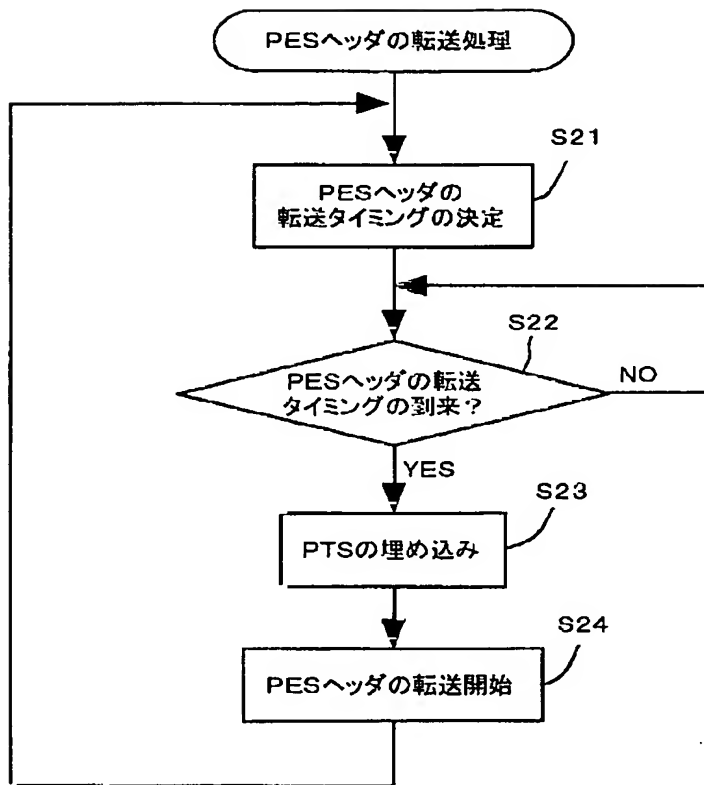 PESヘッダの転送処理
S21
PESヘッダの
転送タイミングの決定
S22
PESヘッダの転送
タイミングの到来?
NO
YES
S23
PTSの埋め込み
S24
PESヘッダの転送開始